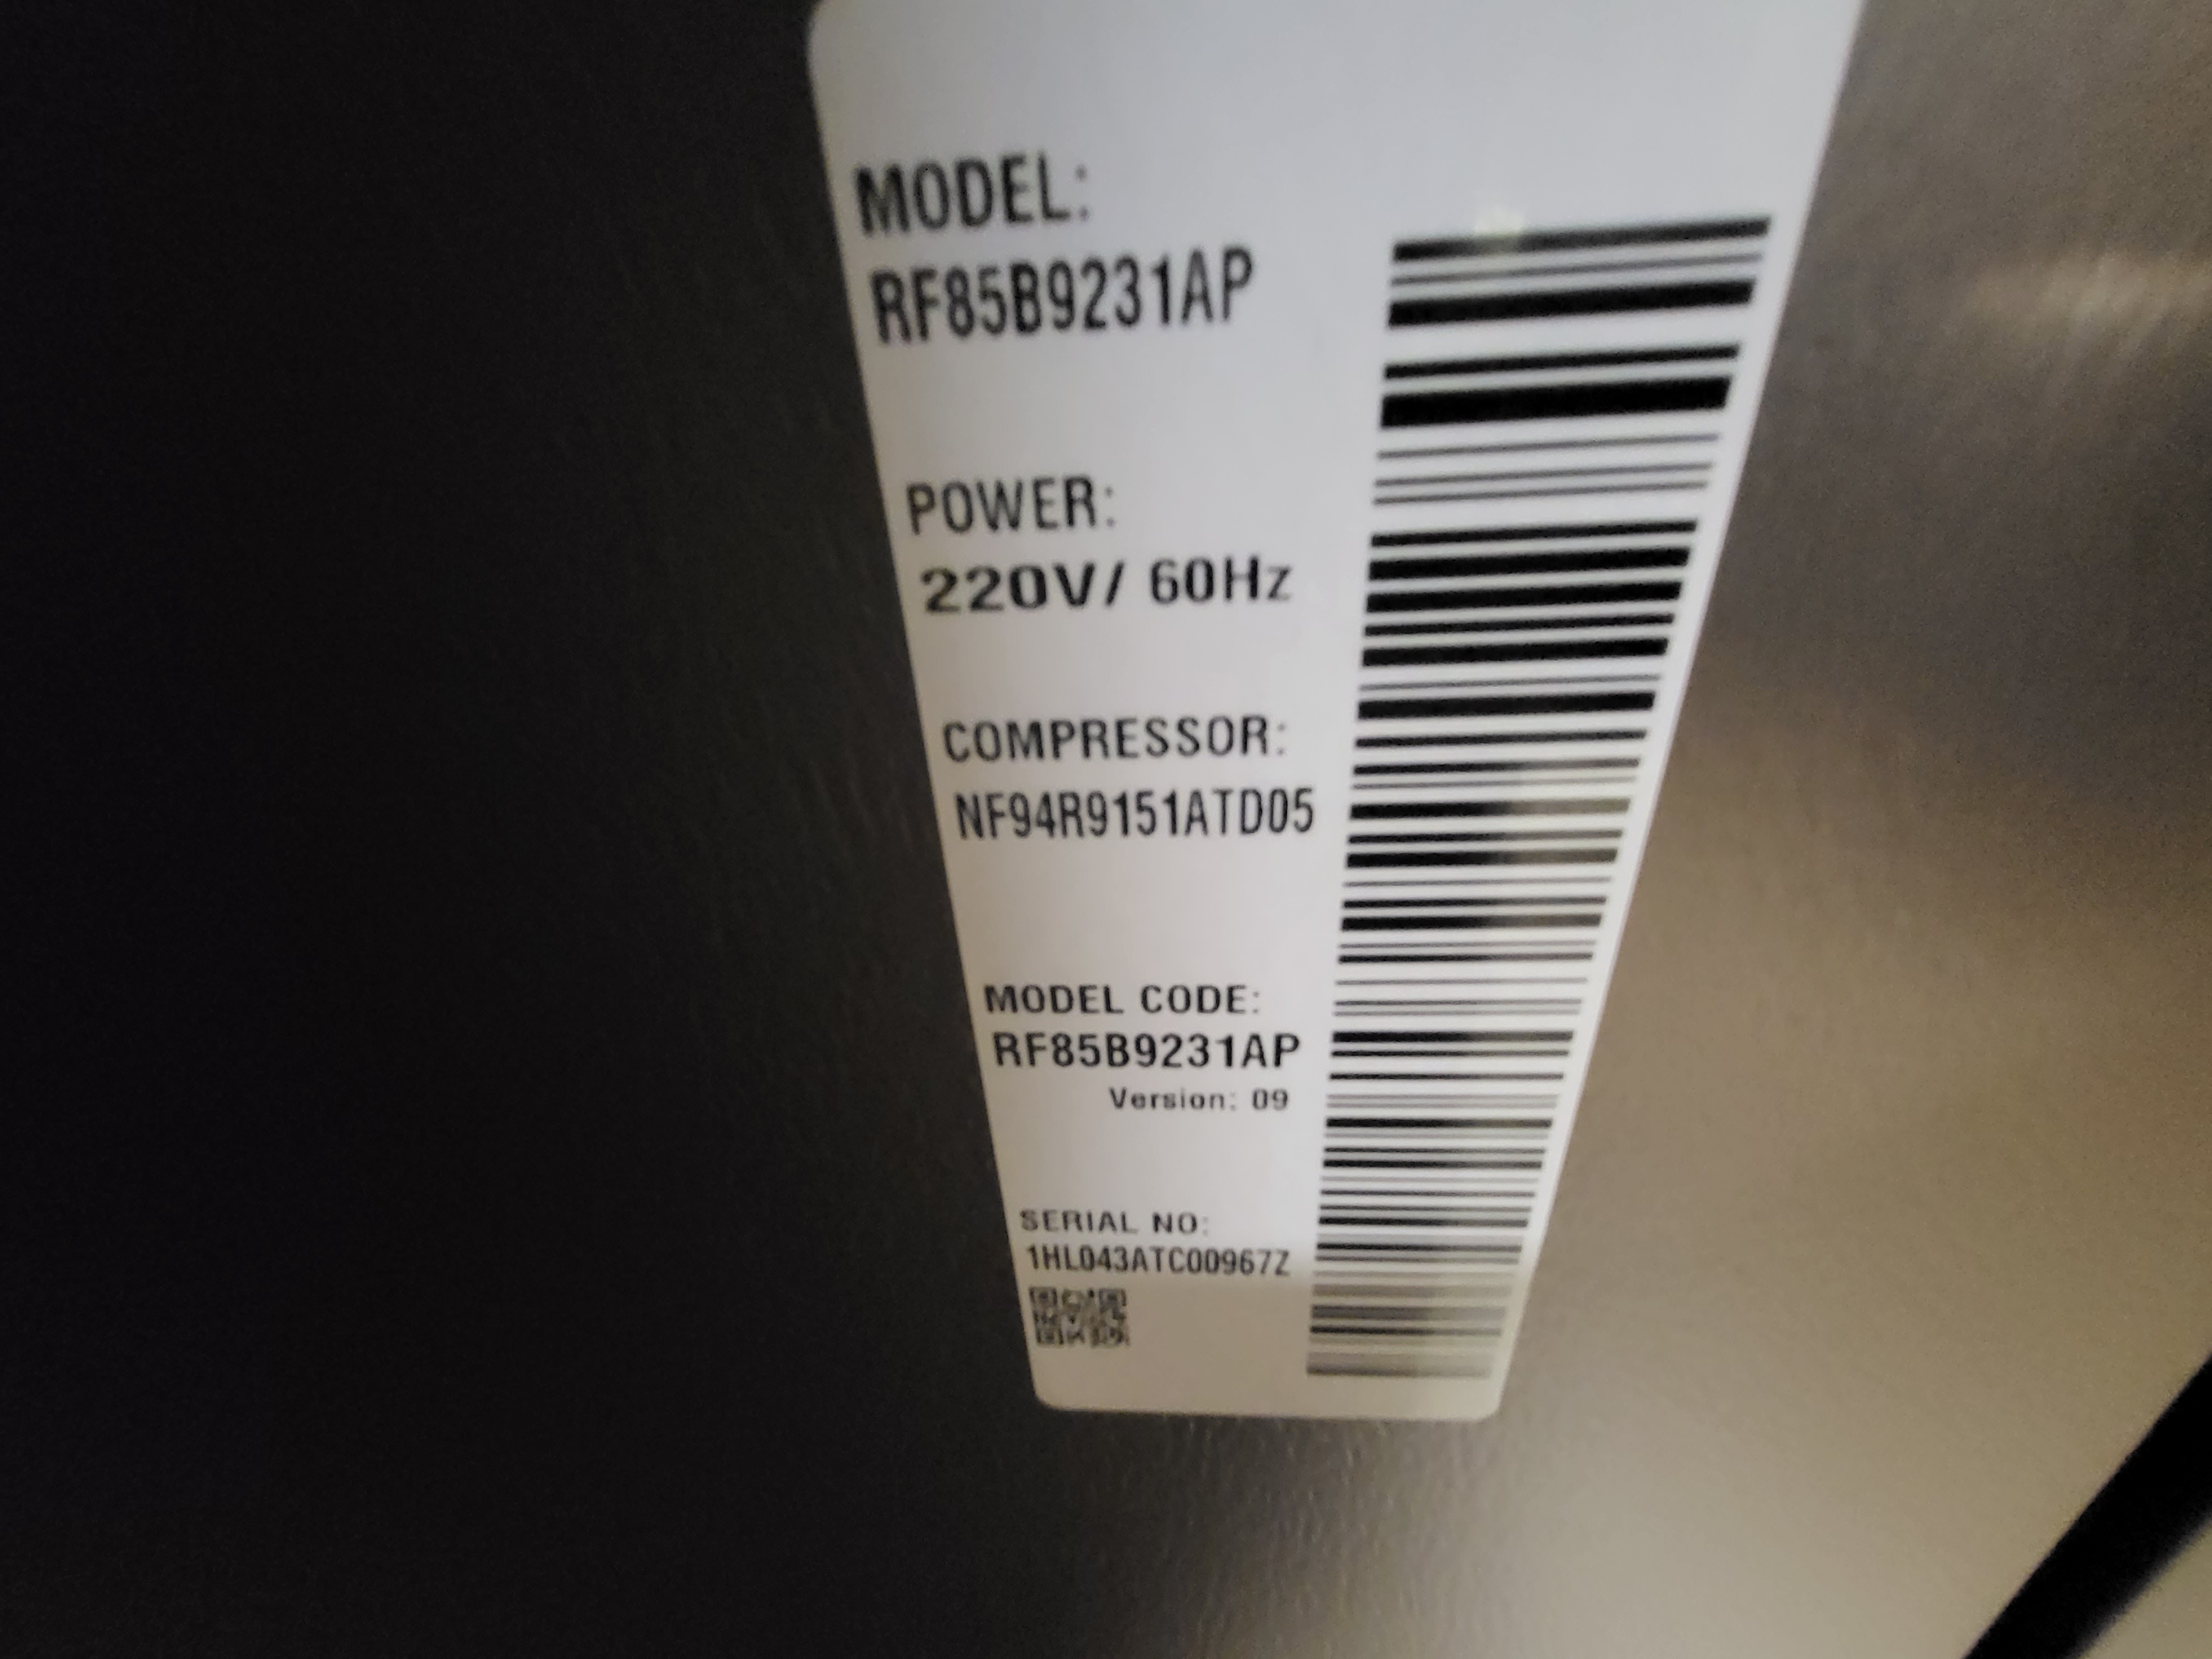 MODEL:
RF85B9231AP
POWER:
220V/ 60Hz
COMPRESSOR:
NF94R9151ATD05
MODEL CODE:
RF85B9231AP
Version: 09
SERIAL NO:
1HL043ATC00967Z